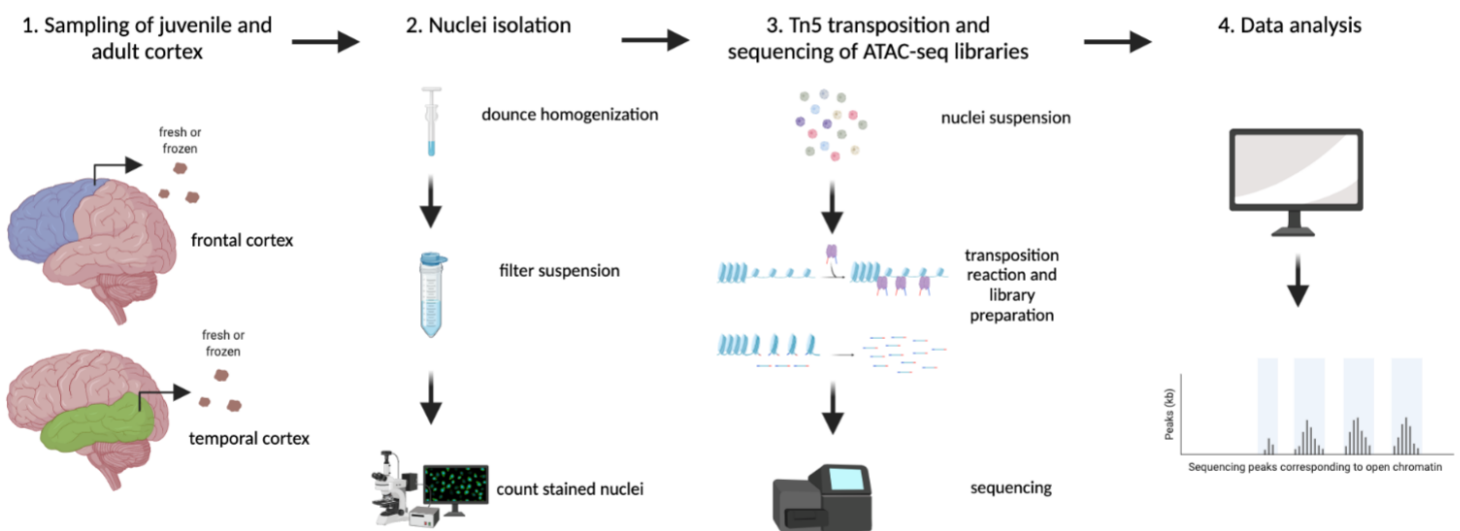 1. Sampling of juvenile and
adult cortex
2. Nuclei isolation
3. Tn5 transposition and
sequencing of ATAC-seq libraries
4. Data analysis
fresh or
frozen
frontal cortex
fresh or
frozen
temporal cortex
dounce homogenization
filter suspension
count stained nuclei
nuclei suspension
transposition
reaction and
library
preparation
sequencing
Peaks (kb)
Sequencing peaks corresponding to open chromatin